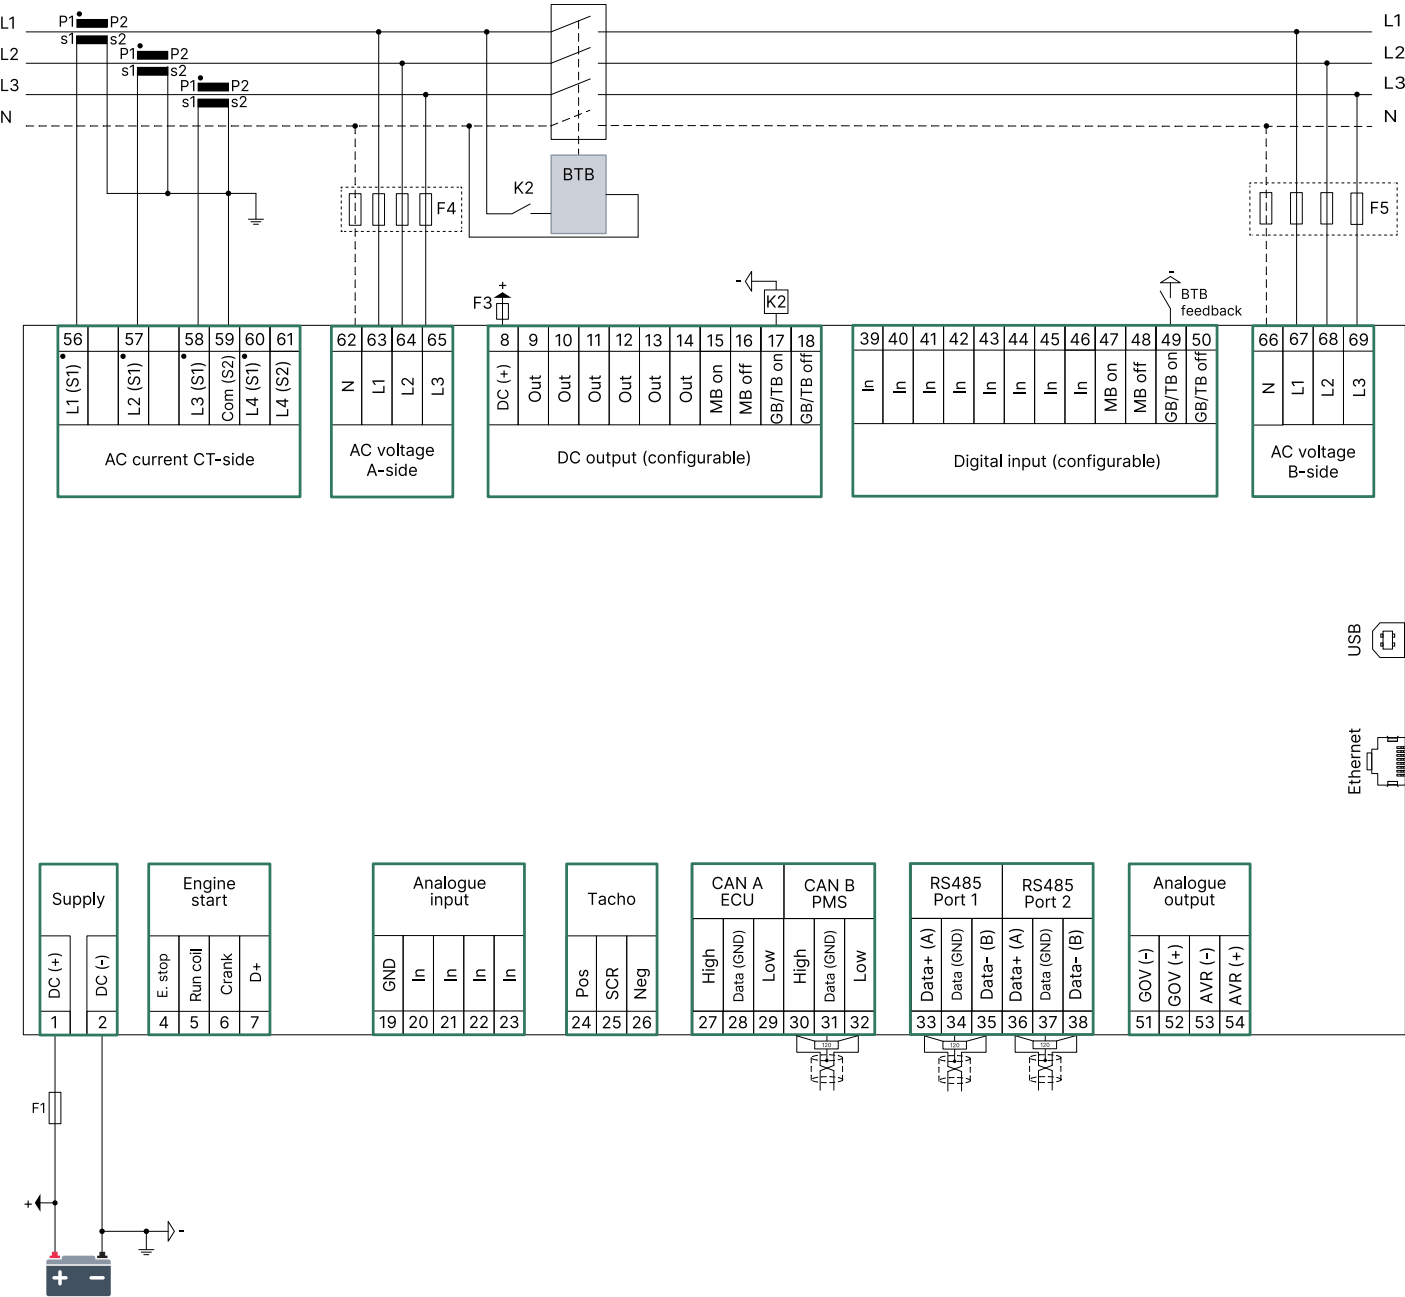 L1 P1 P2 L1
s1 s2
L2 P1 P2 L2
s1 s2
L3 P1 P2 L3
s1 s2
N N
BTB
K2
F4
F5
+
F3
-
K2
-
BTB
feedback
56 57 58 59 60 61
L1 (S1) L2 (S1) L3 (S1) Com (S2) L4 (S1) L4 (S2)
AC current CT-side
62 63 64 65
N L1 L2 L3
AC voltage
A-side
8 9 10 11 12 13 14 15 16 17 18
DC (+) Out Out Out Out Out Out MB on MB off GB/TB on GB/TB off
DC output (configurable)
39 40 41 42 43 44 45 46 47 48 49 50
In In In In In In In In MB on MB off GB/TB on GB/TB off
Digital input (configurable)
66 67 68 69
N L1 L2 L3
AC voltage
B-side
USB
Ethernet
Supply
DC (+) DC (-)
1 2
Engine
start
E. stop Run coil Crank D+
4 5 6 7
Analogue
input
GND In In In In
19 20 21 22 23
Tacho
Pos SCR Neg
24 25 26
CAN A
ECU
High Data (GND) Low
27 28 29
CAN B
PMS
High Data (GND) Low
30 31 32
120
RS485
Port 1
Data+ (A) Data (GND) Data- (B)
33 34 35
120
RS485
Port 2
Data+ (A) Data (GND) Data- (B)
36 37 38
120
Analogue
output
GOV (-) GOV (+) AVR (-) AVR (+)
51 52 53 54
F1
+
-
+ -